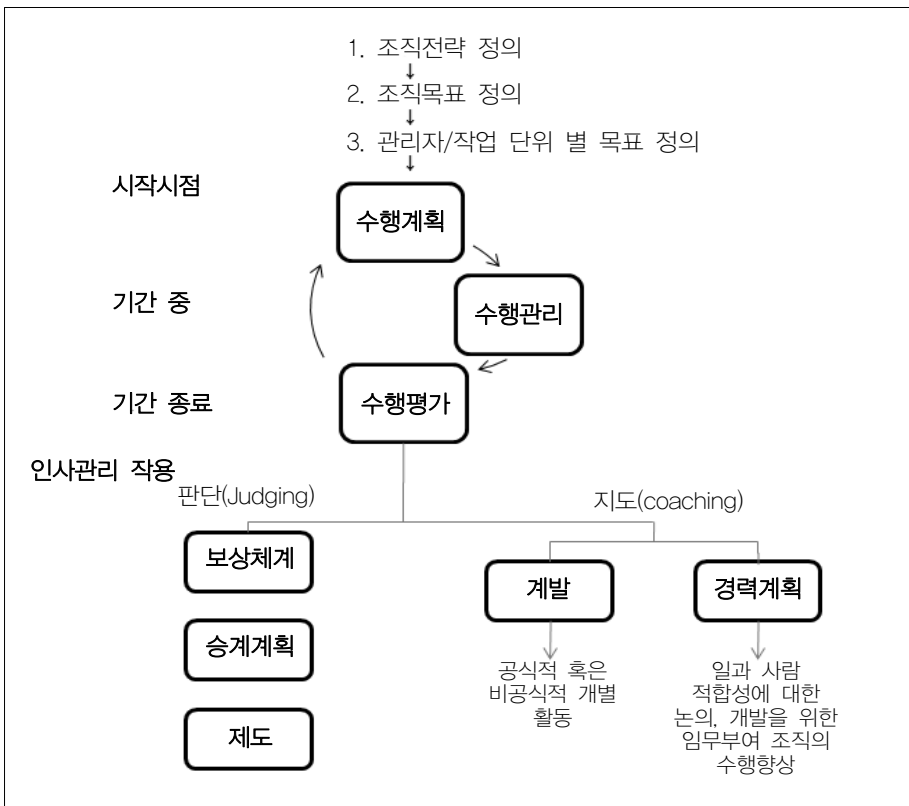 1. 조직전략 정의
2. 조직목표 정의
3. 관리자/작업 단위 별 목표 정의
시작시점
수행계획
기간 중
수행관리
기간 종료
수행평가
인사관리 작용
판단(Judging)
지도(coaching)
보상체계
계발
경력계획
승계계획
공식적 혹은
비공식적 개별
활동
일과 사람
적합성에 대한
논의, 개발을 위한
임무부여 조직의
수행향상
제도